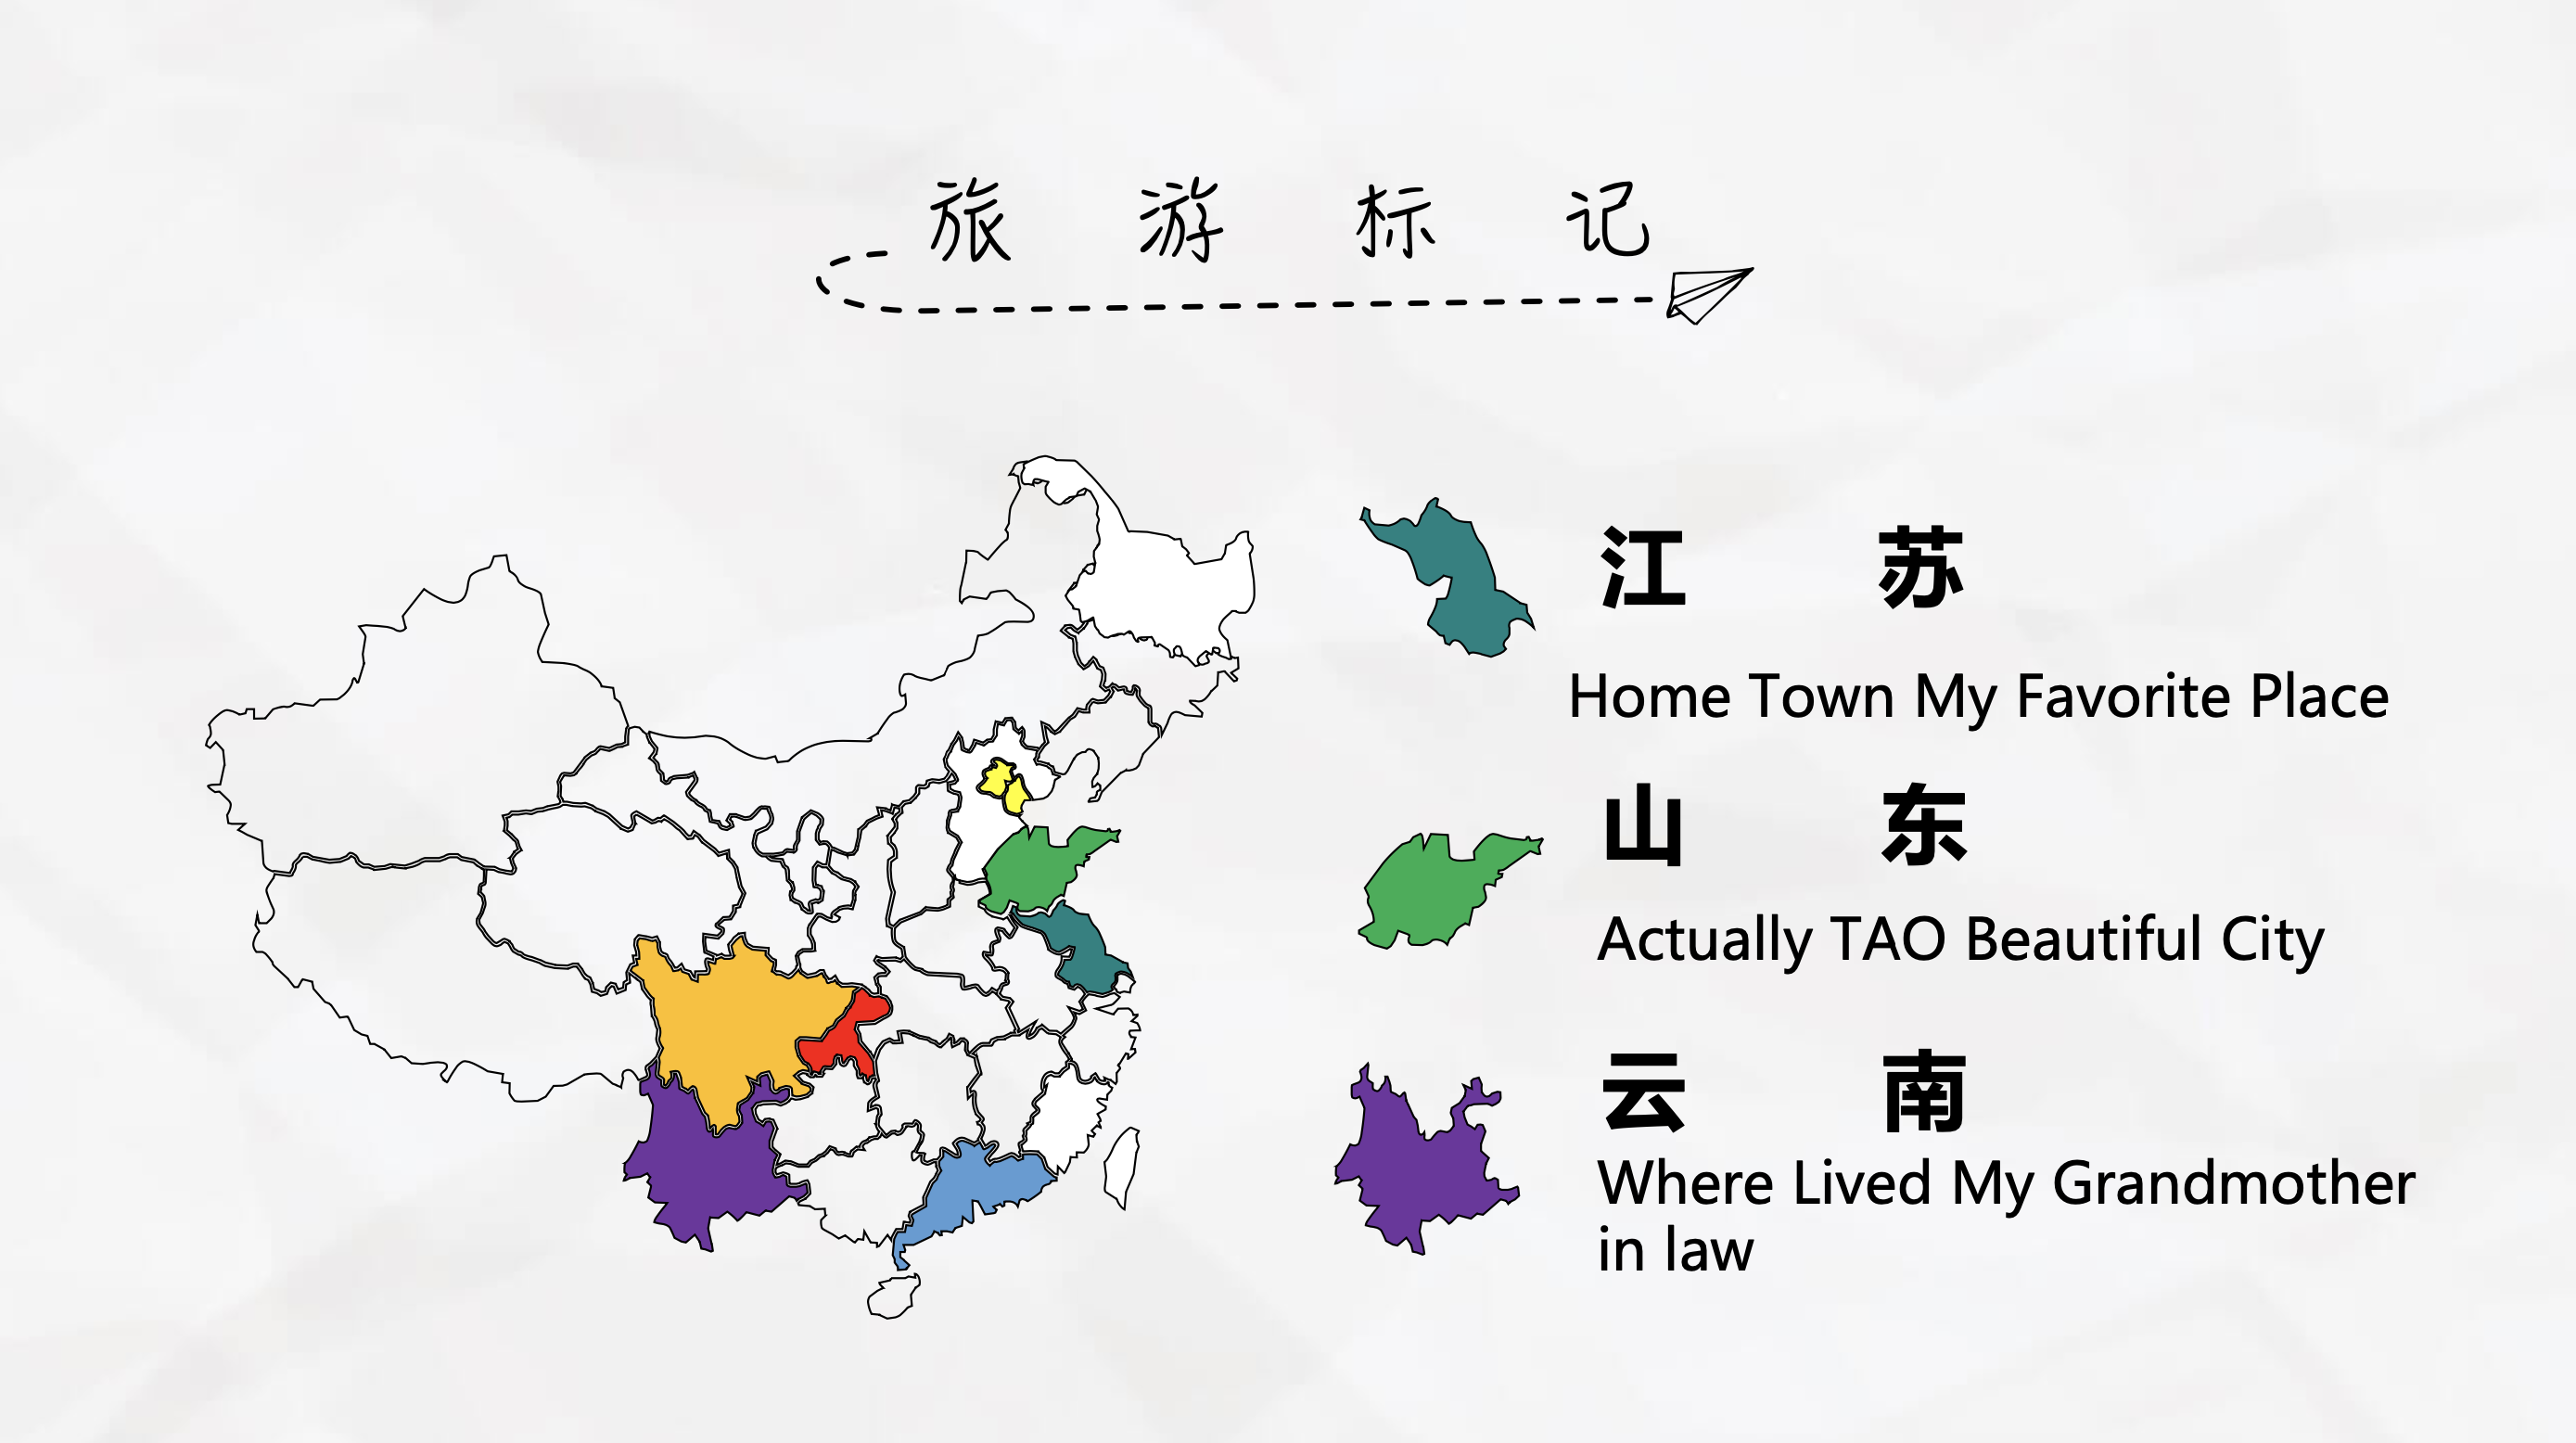 旅游标记
江苏
Home Town My Favorite Place
山东
Actually TAO Beautiful City
云南
Where Lived My Grandmother
in law